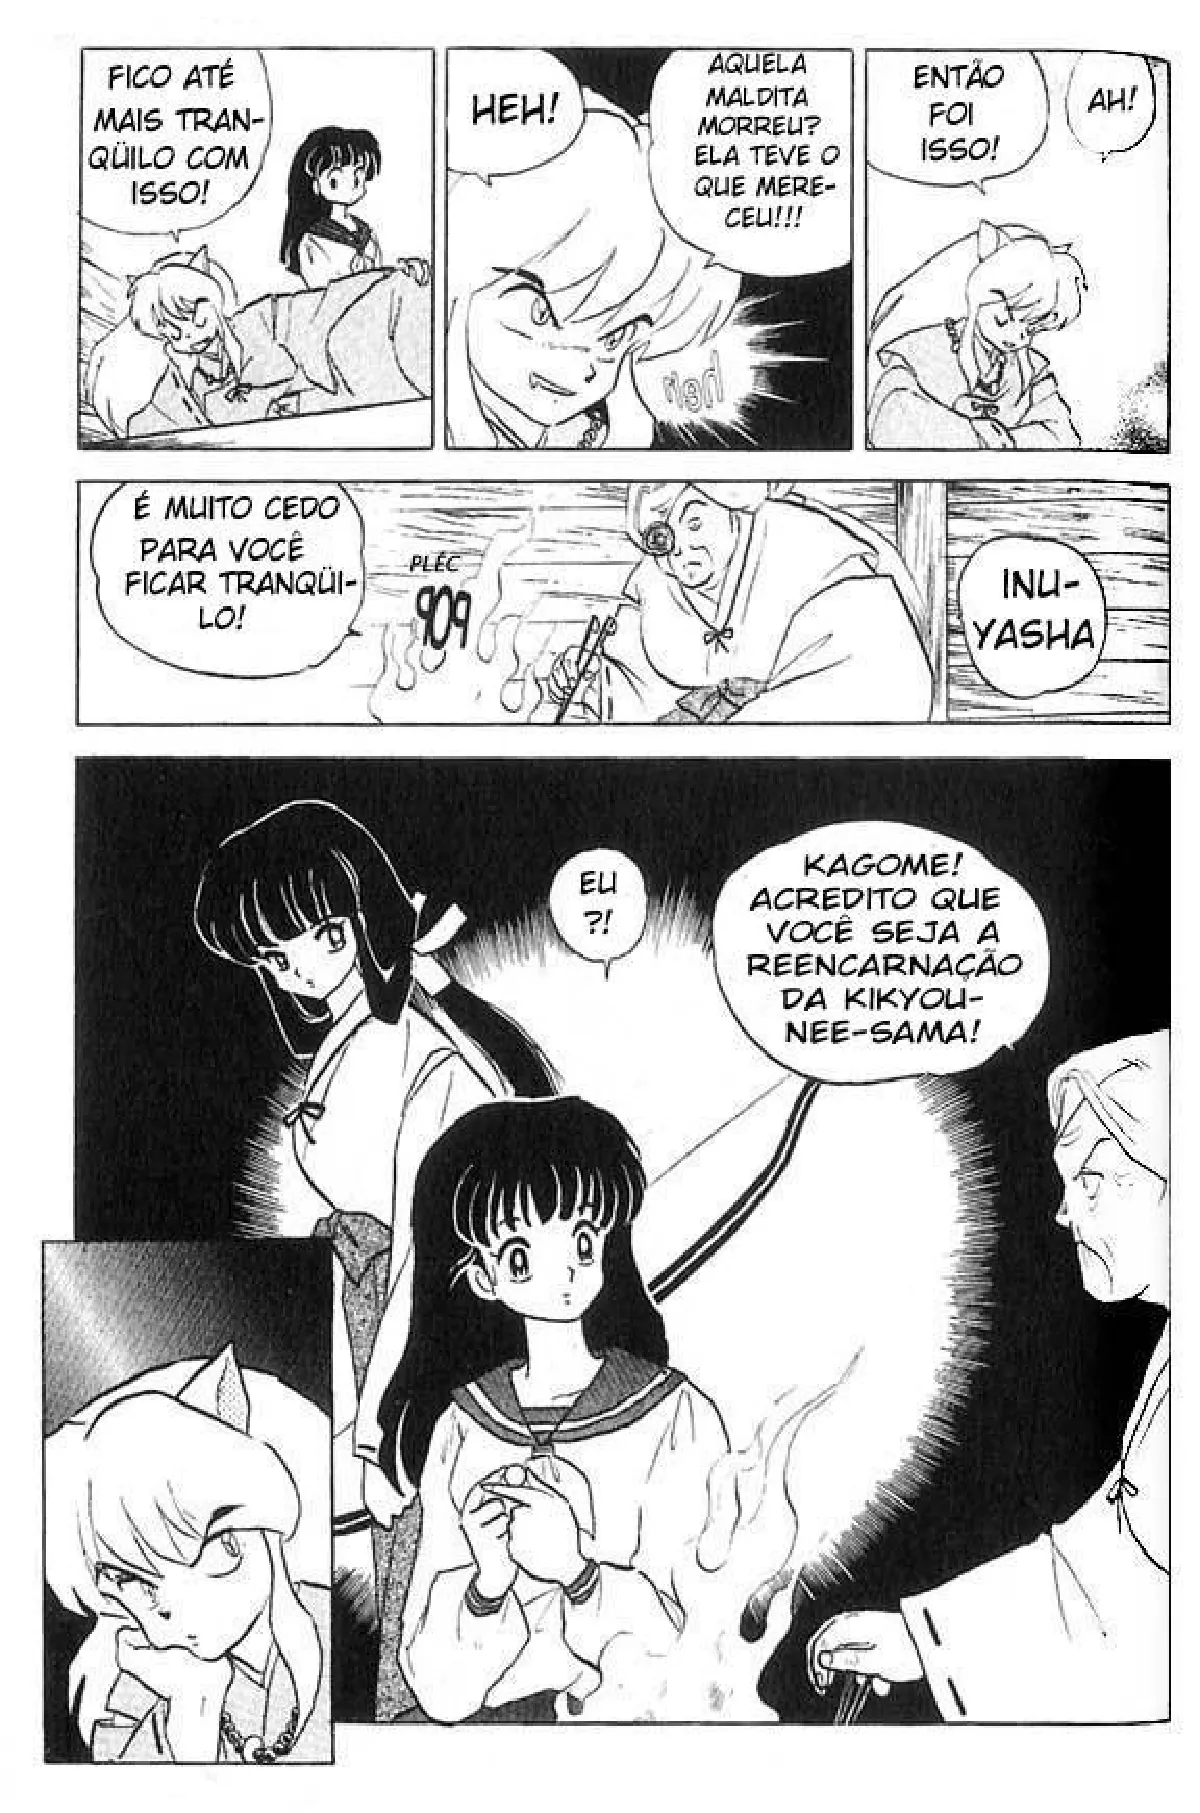 AH!
ENTÃO
FOI
ISSO!
AQUELA
MALDITA
MORREU?
ELA TEVE O
QUE MERE-
CEU!!!
HEH!
FICO ATÉ
MAIS TRAN-
QÜILO COM
ISSO!
INU-
YASHA
PLÉC
É MUITO CEDO
PARA VOCÊ
FICAR TRANQÜI-
LO!
KAGOME!
ACREDITO QUE
VOCÊ SEJA A
REENCARNAÇÃO
DA KIKYOU-
NEE-SAMA!
EU
?!